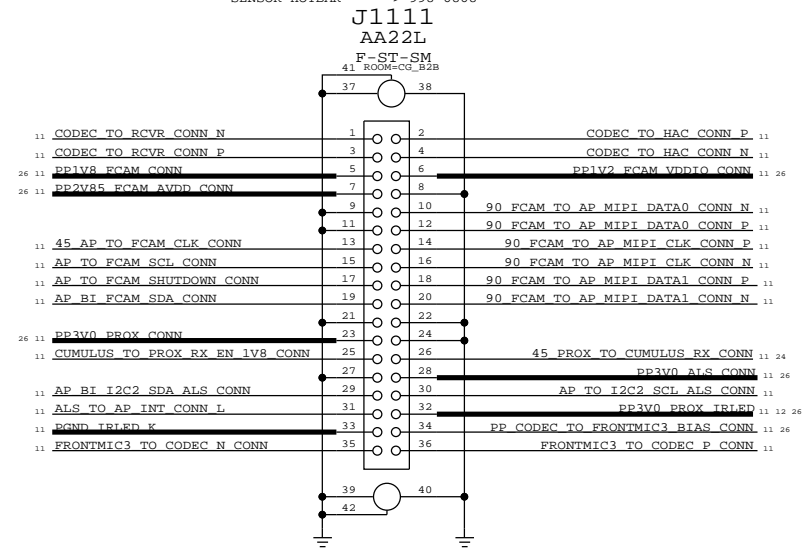 J1111
AA22L
F-ST-SM
41 ROOM=CG_B2B
37 38
11 CODEC_TO_RCVR_CONN_N 1 2 CODEC_TO_HAC_CONN_P 11
11 CODEC_TO_RCVR_CONN_P 3 4 CODEC_TO_HAC_CONN_N 11
26 11 PP1V8_FCAM_CONN 5 6 PP1V2_FCAM_VDDIO_CONN 11 26
26 11 PP2V85_FCAM_AVDD_CONN 7 8
9 10 90_FCAM_TO_AP_MIPI_DATA0_CONN_N 11
11 12 90_FCAM_TO_AP_MIPI_DATA0_CONN_P 11
11 45_AP_TO_FCAM_CLK_CONN 13 14 90_FCAM_TO_AP_MIPI_CLK_CONN_P 11
11 AP_TO_FCAM_SCL_CONN 15 16 90_FCAM_TO_AP_MIPI_CLK_CONN_N 11
11 AP_TO_FCAM_SHUTDOWN_CONN 17 18 90_FCAM_TO_AP_MIPI_DATA1_CONN_P 11
11 AP_BI_FCAM_SDA_CONN 19 20 90_FCAM_TO_AP_MIPI_DATA1_CONN_N 11
21 22
26 11 PP3V0_PROX_CONN 23 24
11 CUMULUS_TO_PROX_RX_EN_1V8_CONN 25 26 45_PROX_TO_CUMULUS_RX_CONN 11 24
27 28 PP3V0_ALS_CONN 11 26
11 AP_BI_I2C2_SDA_ALS_CONN 29 30 AP_TO_I2C2_SCL_ALS_CONN 11
11 ALS_TO_AP_INT_CONN_L 31 32 PP3V0_PROX_IRLED 11 12 26
11 PGND_IRLED_K 33 34 PP_CODEC_TO_FRONTMIC3_BIAS_CONN 11 26
11 FRONTMIC3_TO_CODEC_N_CONN 35 36 FRONTMIC3_TO_CODEC_P_CONN 11
39 40
42